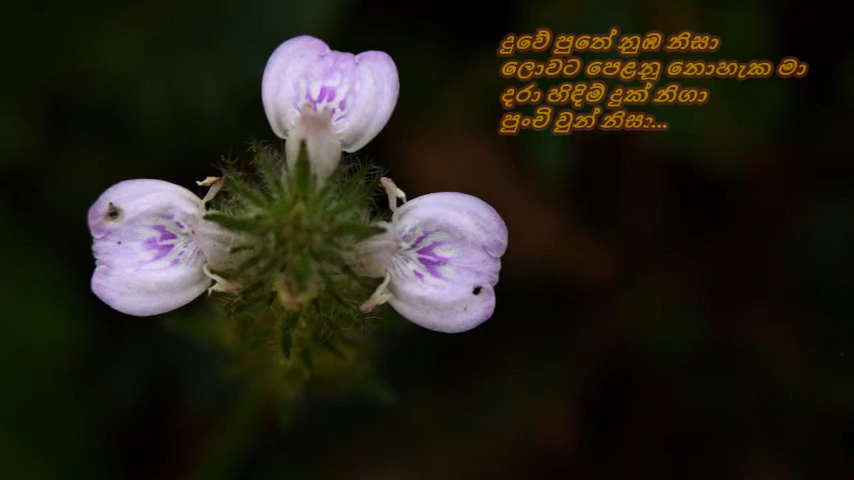 දුවේ පුතේ නුඹ නිසා
ලොවට පෙළනු නොහැක මා
දරා හිඳිමි දුක් නිගා
පුංචි වුන් නිසා...